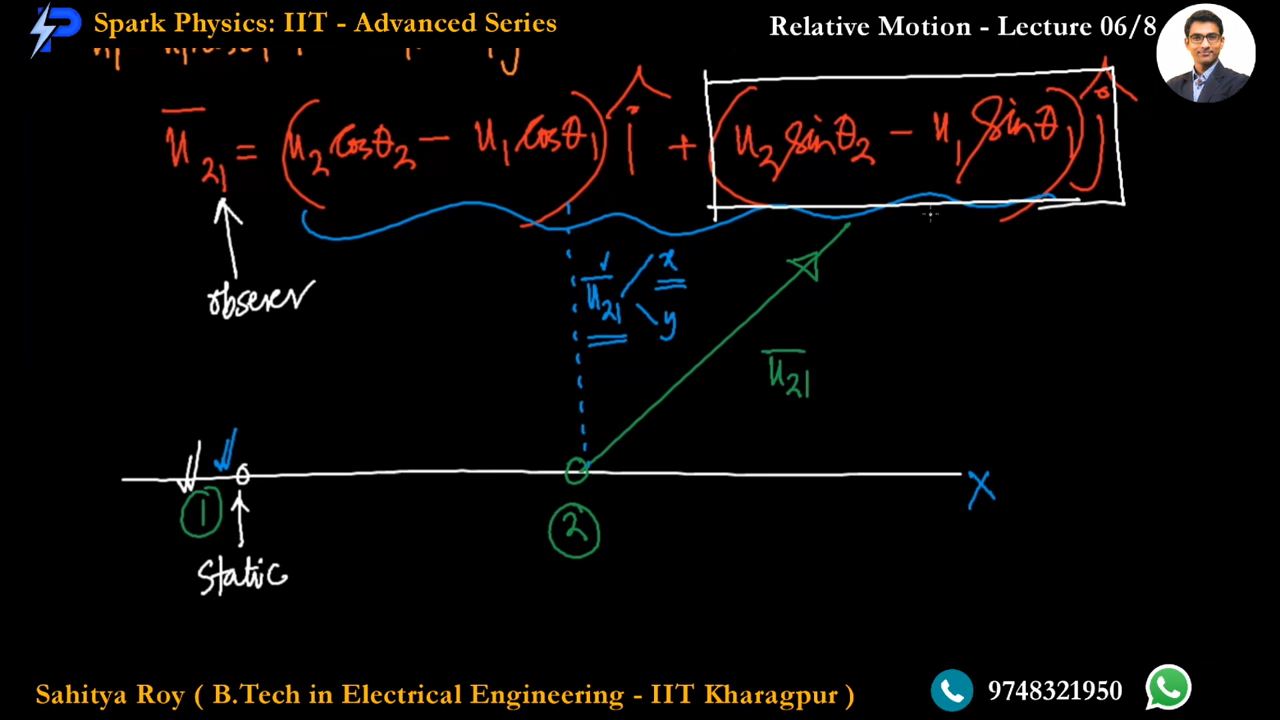 Spark Physics: IIT - Advanced Series
Relative Motion - Lecture 06/8
u̅₂₁ = (u₂ cosθ₂ - u₁ cosθ₁) î + (u₂ sinθ₂ - u₁ sinθ₁) ĵ
observer
u̅₂₁
x
y
u̅₂₁
X
1
2
static
Sahitya Roy ( B.Tech in Electrical Engineering - IIT Kharagpur )
9748321950